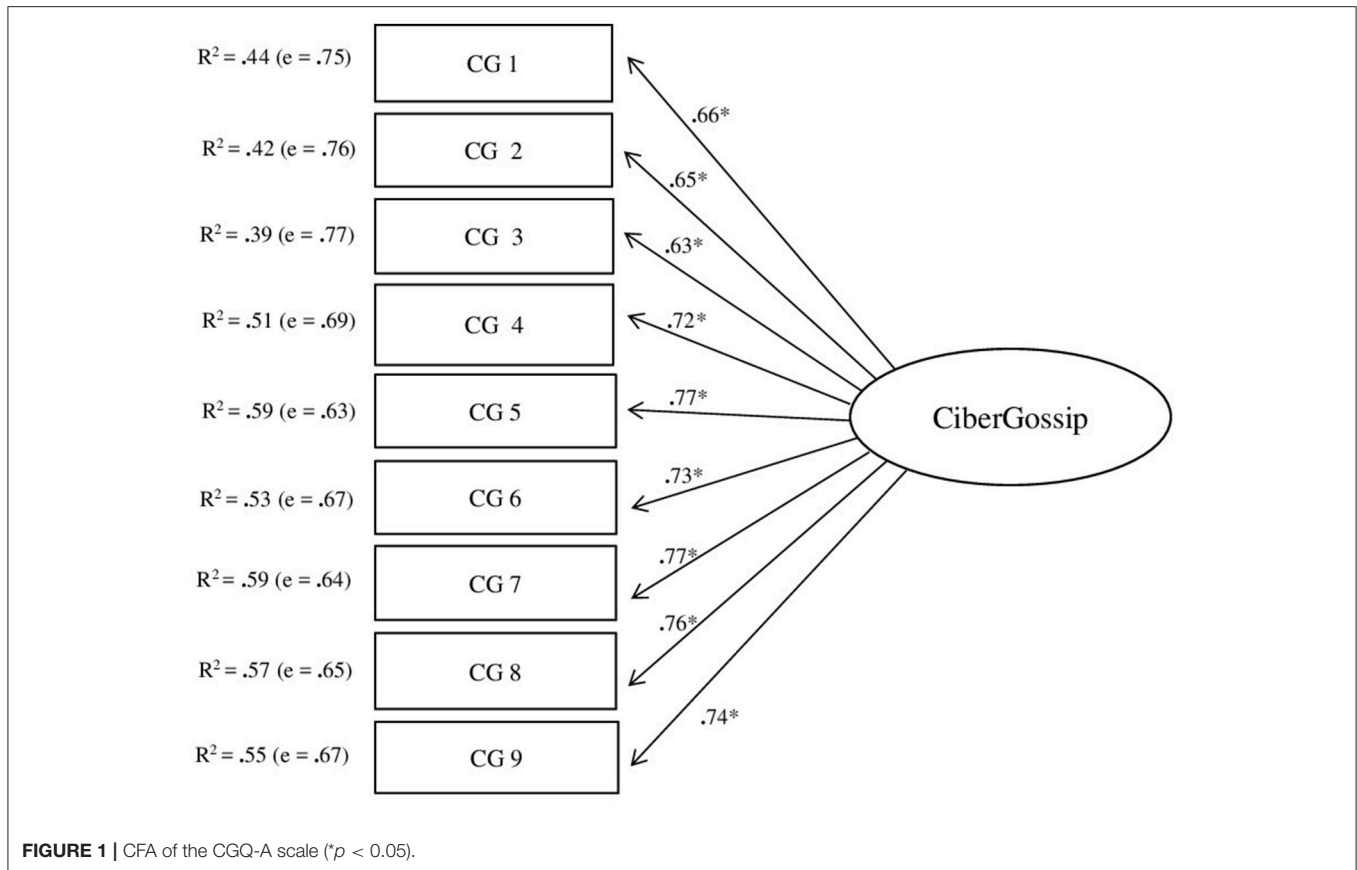 R² = .44 (e = .75) CG 1
.66*
R² = .42 (e = .76) CG 2
.65*
R² = .39 (e = .77) CG 3
.63*
R² = .51 (e = .69) CG 4
.72*
R² = .59 (e = .63) CG 5
.77*
CiberGossip
R² = .53 (e = .67) CG 6
.73*
R² = .59 (e = .64) CG 7
.77*
R² = .57 (e = .65) CG 8
.76*
R² = .55 (e = .67) CG 9
.74*
FIGURE 1 | CFA of the CGQ-A scale (*p < 0.05).